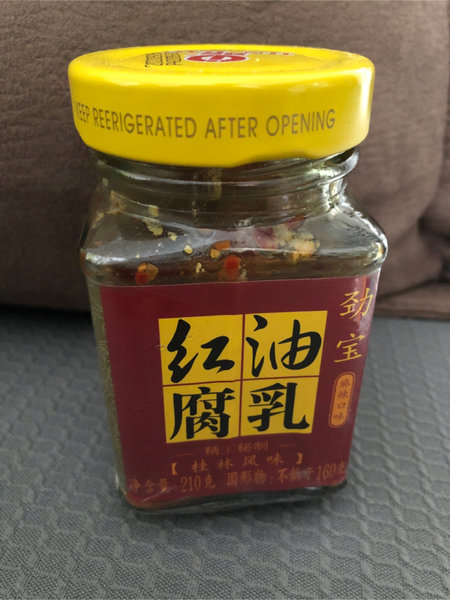 KEEP REERIGERATED AFTER OPENING
劲宝
麻辣口味
红油
腐乳
精工秘制
【桂林风味】
净含量:210克 固形物:不低于160克